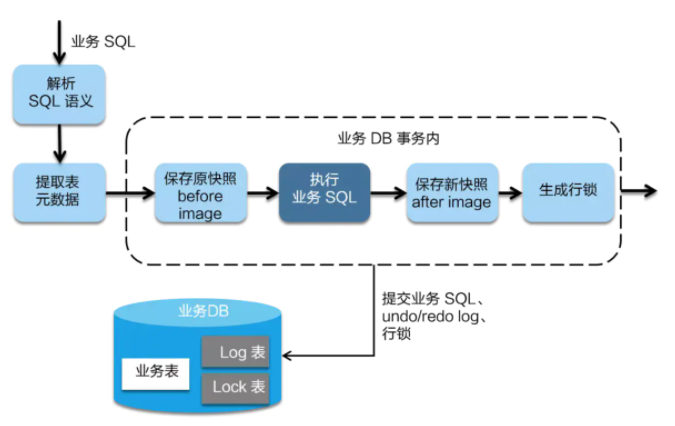 业务 SQL
解析
SQL 语义
业务 DB 事务内
提取表
元数据
保存原快照
before
image
执行
业务 SQL
保存新快照
after image
生成行锁
提交业务 SQL、
undo/redo log、
行锁
业务DB
业务表
Log 表
Lock 表